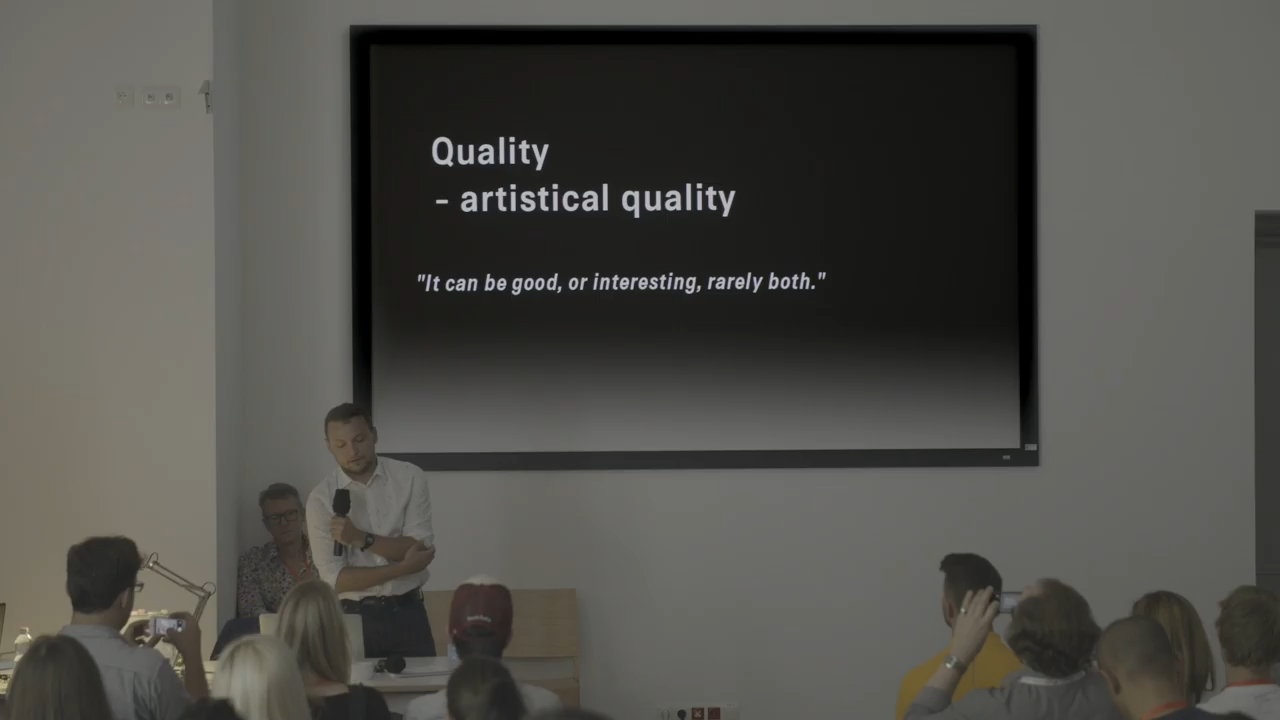 Quality
- artistical quality
"It can be good, or interesting, rarely both."